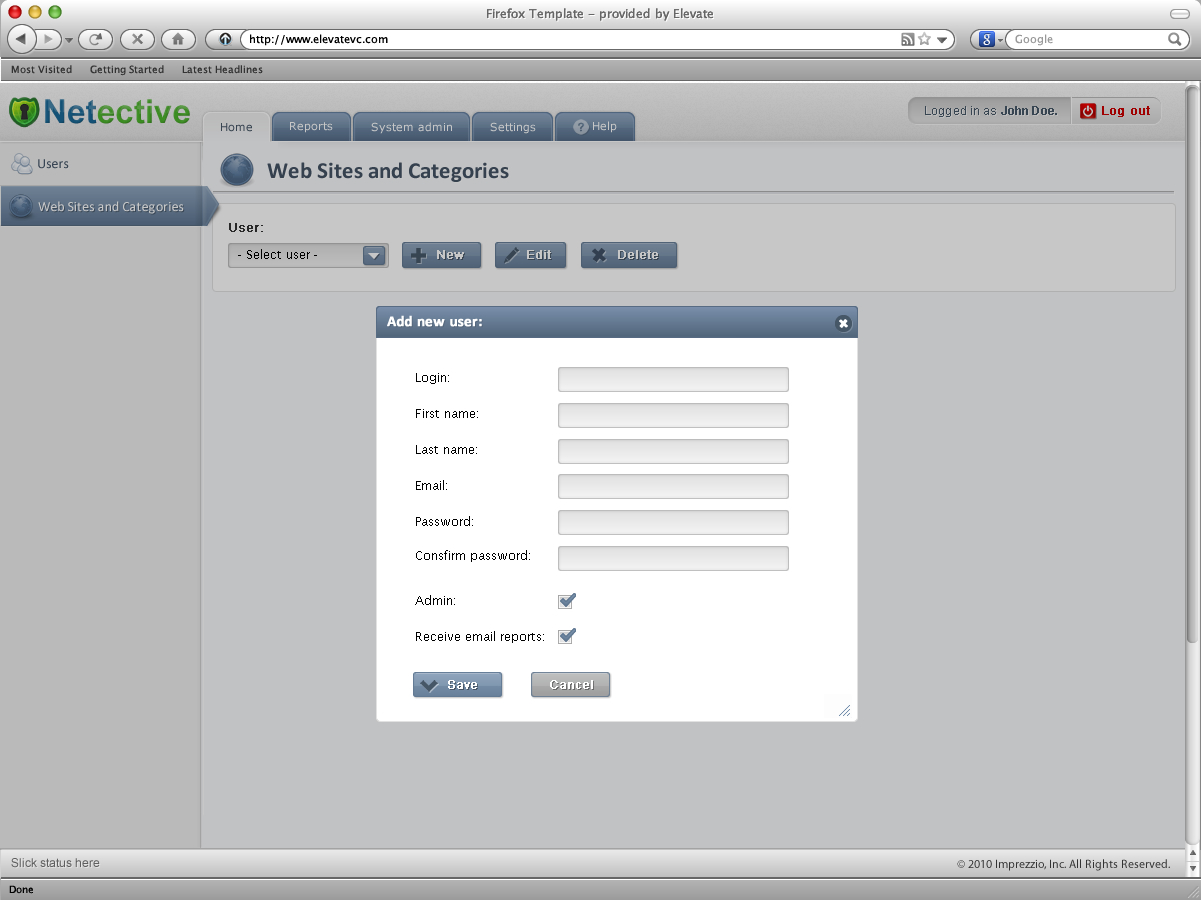 Firefox Template – provided by Elevate
http://www.elevatevc.com
Google
Most Visited Getting Started Latest Headlines
Netective
Home Reports System admin Settings ? Help
Logged in as John Doe. Log out
Users
Web Sites and Categories
Web Sites and Categories
User:
- Select user - New Edit Delete
Add new user:
Login:
First name:
Last name:
Email:
Password:
Consfirm password:
Admin:
Receive email reports:
Save Cancel
Slick status here
© 2010 Imprezzio, Inc. All Rights Reserved.
Done